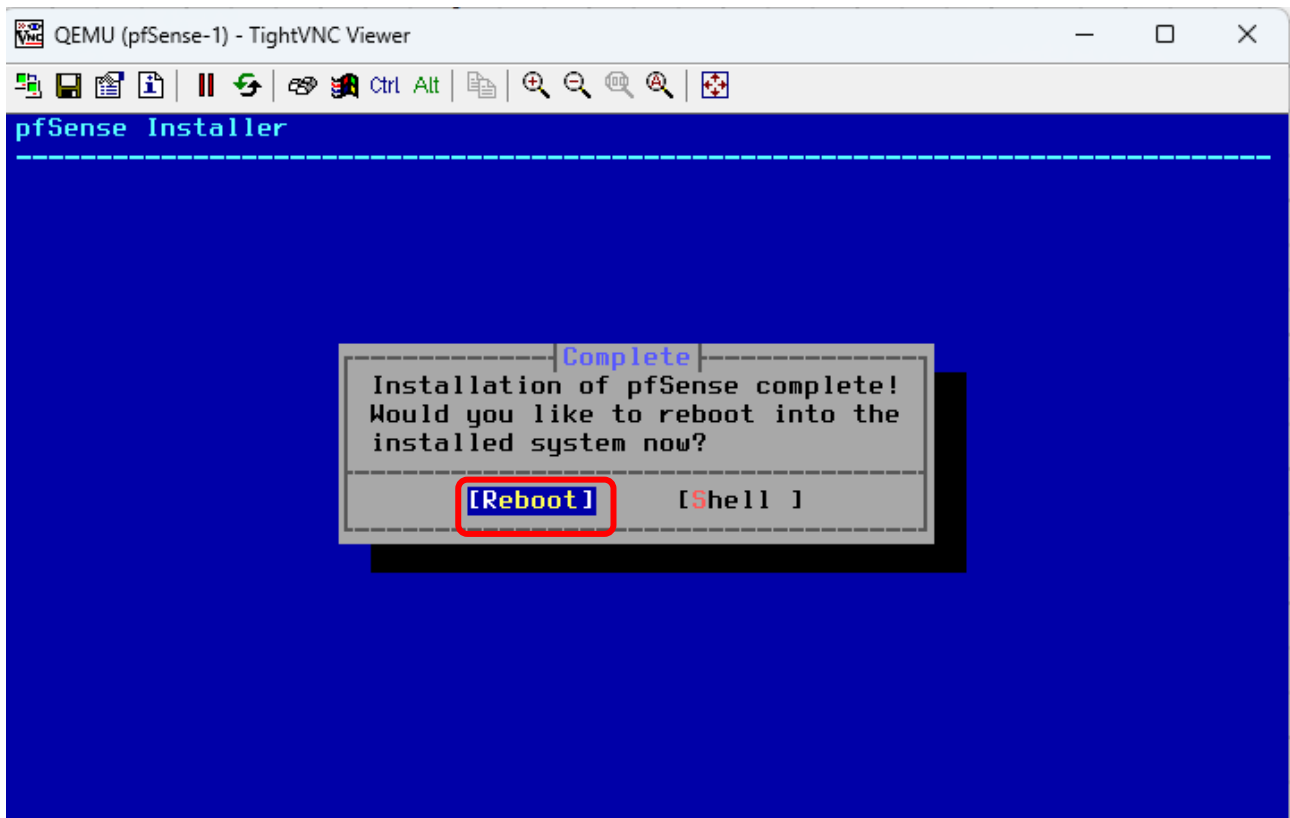 QEMU (pfSense-1) - TightVNC Viewer
Ctrl Alt
pfSense Installer
Complete
Installation of pfSense complete!
Would you like to reboot into the
installed system now?
[Reboot] [Shell ]